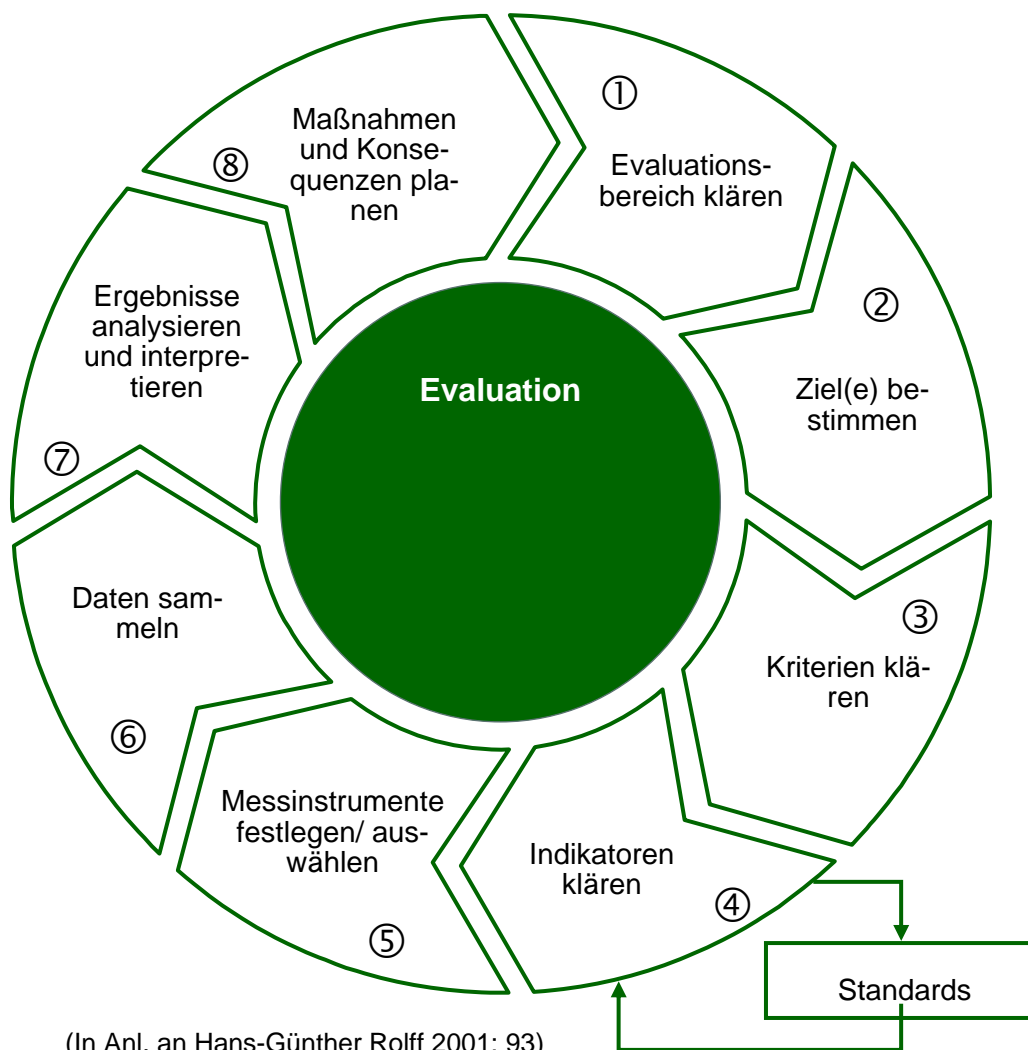 Evaluation
①
Evaluations-
bereich klären
②
Ziel(e) be-
stimmen
③
Kriterien klä-
ren
④
Indikatoren
klären
Standards
⑤
Messinstrumente
festlegen/ aus-
wählen
⑥
Daten sam-
meln
⑦
Ergebnisse
analysieren
und interpre-
tieren
⑧
Maßnahmen
und Konse-
quenzen pla-
nen
(In Anl. an Hans-Günther Rolff 2001: 93)